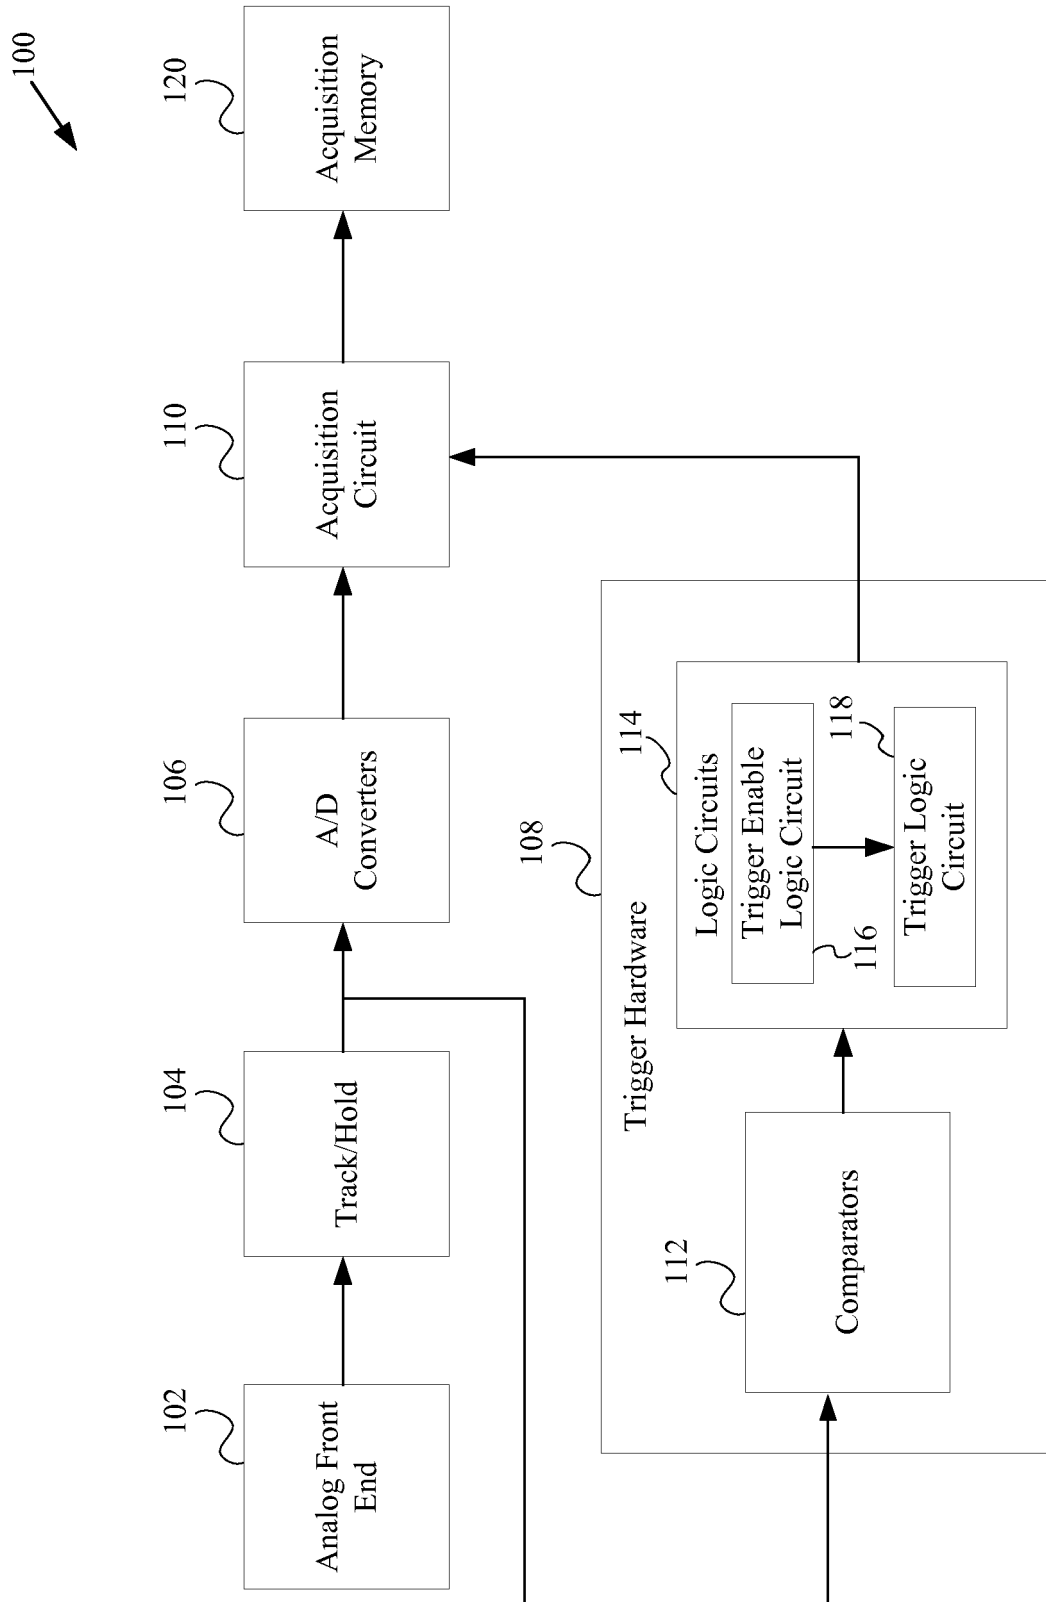 100
102
Analog Front
End
104
Track/Hold
106
A/D
Converters
110
Acquisition
Circuit
120
Acquisition
Memory
108
Trigger Hardware
112
Comparators
114
Logic Circuits
Trigger Enable
Logic Circuit
116
118
Trigger Logic
Circuit